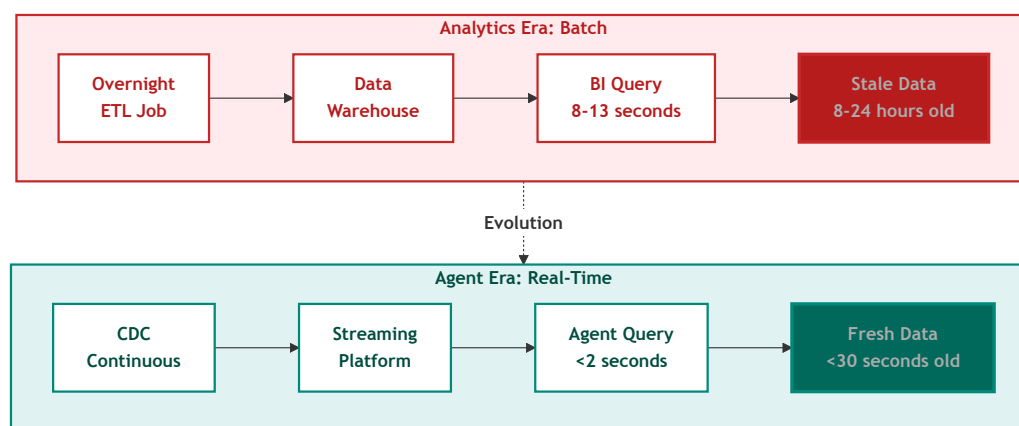 Analytics Era: Batch
Overnight
ETL Job
Data
Warehouse
BI Query
8-13 seconds
Stale Data
8-24 hours old
Evolution
Agent Era: Real-Time
CDC
Continuous
Streaming
Platform
Agent Query
<2 seconds
Fresh Data
<30 seconds old